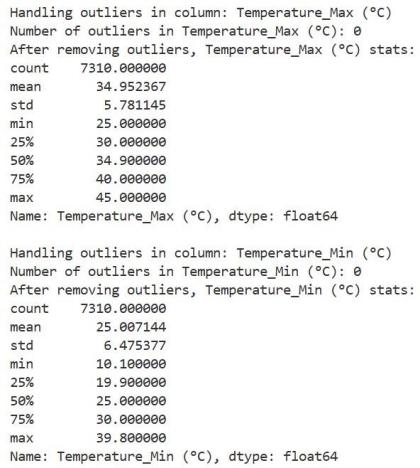 Handling outliers in column: Temperature_Max (°C)
Number of outliers in Temperature_Max (°C): 0
After removing outliers, Temperature_Max (°C) stats:
count    7310.000000
mean       34.952367
std         5.781145
min        25.000000
25%        30.000000
50%        34.900000
75%        40.000000
max        45.000000
Name: Temperature_Max (°C), dtype: float64

Handling outliers in column: Temperature_Min (°C)
Number of outliers in Temperature_Min (°C): 0
After removing outliers, Temperature_Min (°C) stats:
count    7310.000000
mean       25.007144
std         6.475377
min        10.100000
25%        19.900000
50%        25.000000
75%        30.000000
max        39.800000
Name: Temperature_Min (°C), dtype: float64